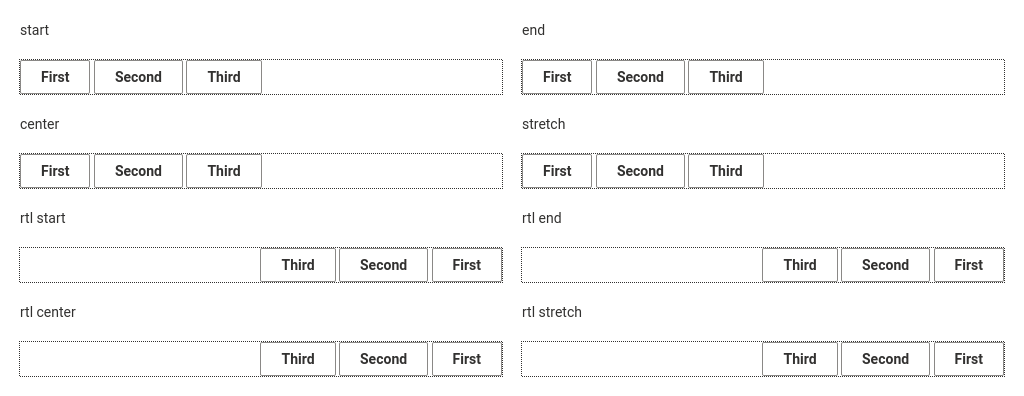 start
First Second Third
end
First Second Third
center
First Second Third
stretch
First Second Third
rtl start
Third Second First
rtl end
Third Second First
rtl center
Third Second First
rtl stretch
Third Second First